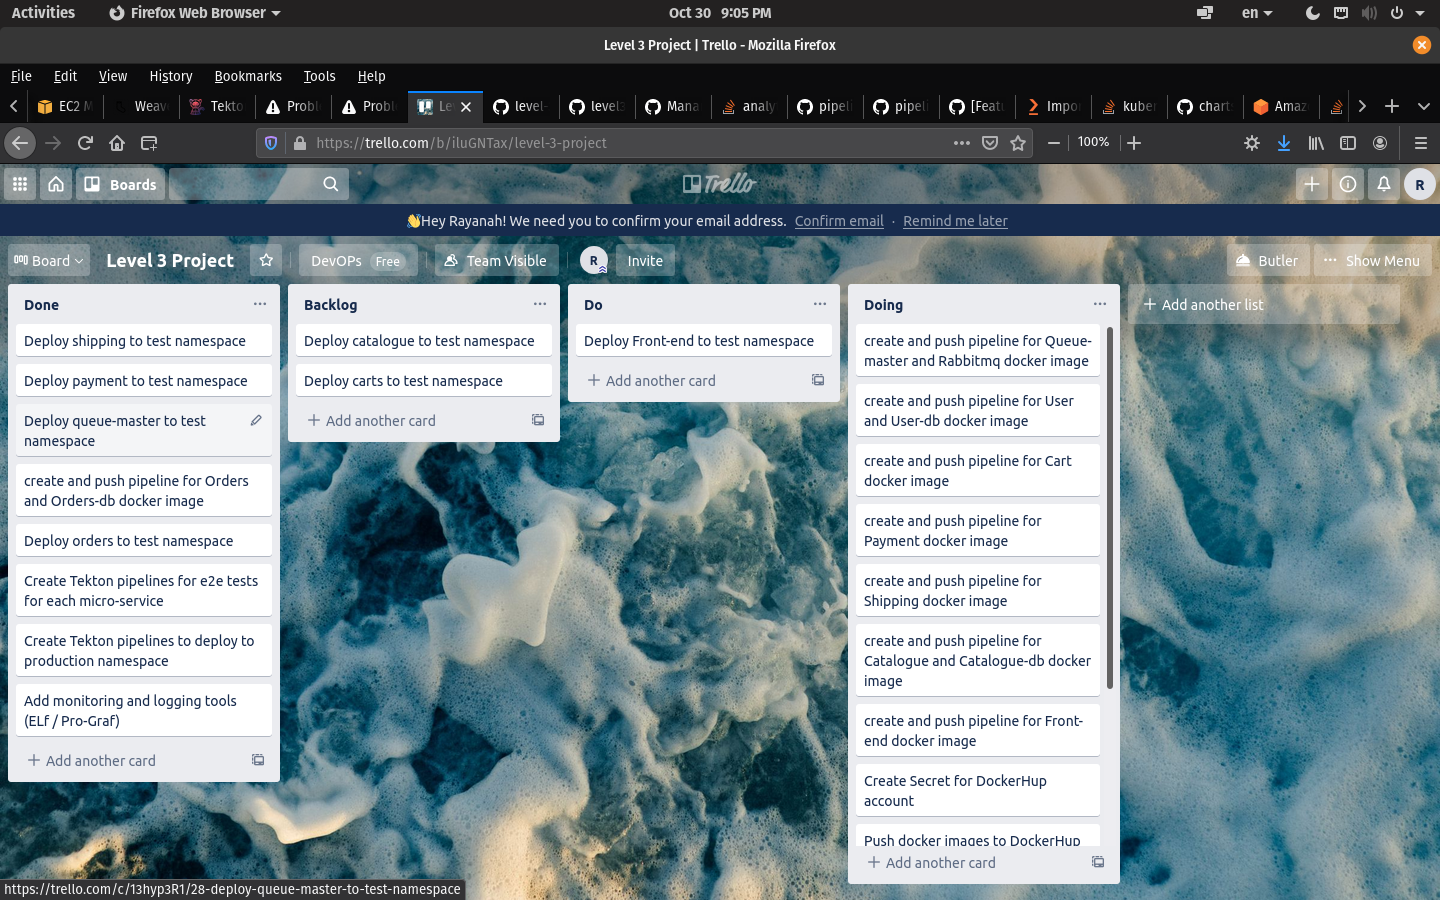 Activities
Firefox Web Browser
Oct 30 9:05 PM
en
Level 3 Project | Trello - Mozilla Firefox
File Edit View History Bookmarks Tools Help
EC2 M
Weave
Tekto
Proble
Proble
Le
level-
level3
Mana
analy
pipeli
pipeli
[Featu
Impo
kuber
chart
Amaz
https://trello.com/b/iluGNTax/level-3-project
100%
Boards
Trello
R
👋Hey Rayanah! We need you to confirm your email address. Confirm email · Remind me later
Board
Level 3 Project
DevOPs Free
Team Visible
R
Invite
Butler
··· Show Menu
Done
Deploy shipping to test namespace
Deploy payment to test namespace
Deploy queue-master to test
namespace
create and push pipeline for Orders
and Orders-db docker image
Deploy orders to test namespace
Create Tekton pipelines for e2e tests
for each micro-service
Create Tekton pipelines to deploy to
production namespace
Add monitoring and logging tools
(ELf / Pro-Graf)
+ Add another card
Backlog
Deploy catalogue to test namespace
Deploy carts to test namespace
+ Add another card
Do
Deploy Front-end to test namespace
+ Add another card
Doing
create and push pipeline for Queue-
master and Rabbitmq docker image
create and push pipeline for User
and User-db docker image
create and push pipeline for Cart
docker image
create and push pipeline for
Payment docker image
create and push pipeline for
Shipping docker image
create and push pipeline for
Catalogue and Catalogue-db docker
image
create and push pipeline for Front-
end docker image
Create Secret for DockerHup
account
Push docker images to DockerHup
+ Add another card
+ Add another list
https://trello.com/c/13hyp3R1/28-deploy-queue-master-to-test-namespace